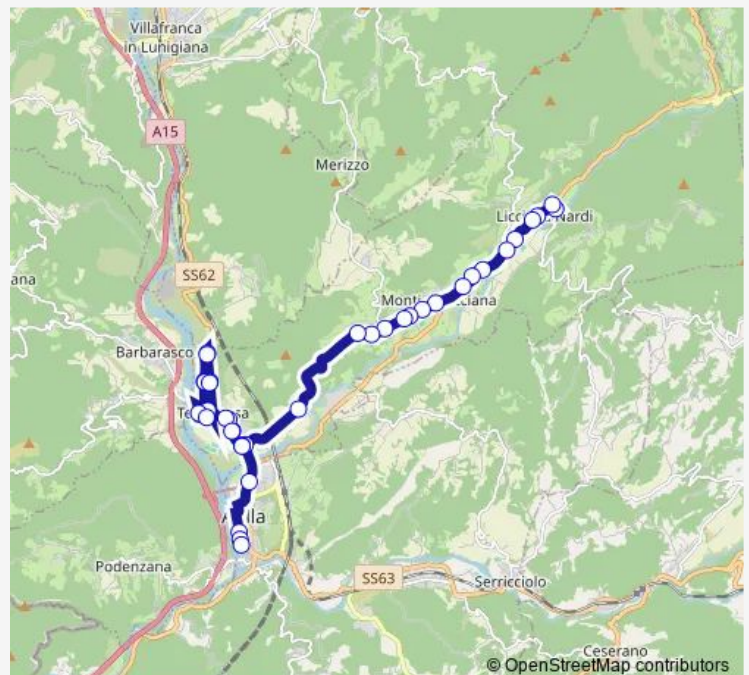 Villafranca
in Lunigiana
A15
Merizzo
SS62
Barbarasco
Podenzana
SS63
Serricciolo
Ceserano
© OpenStreetMap contributors